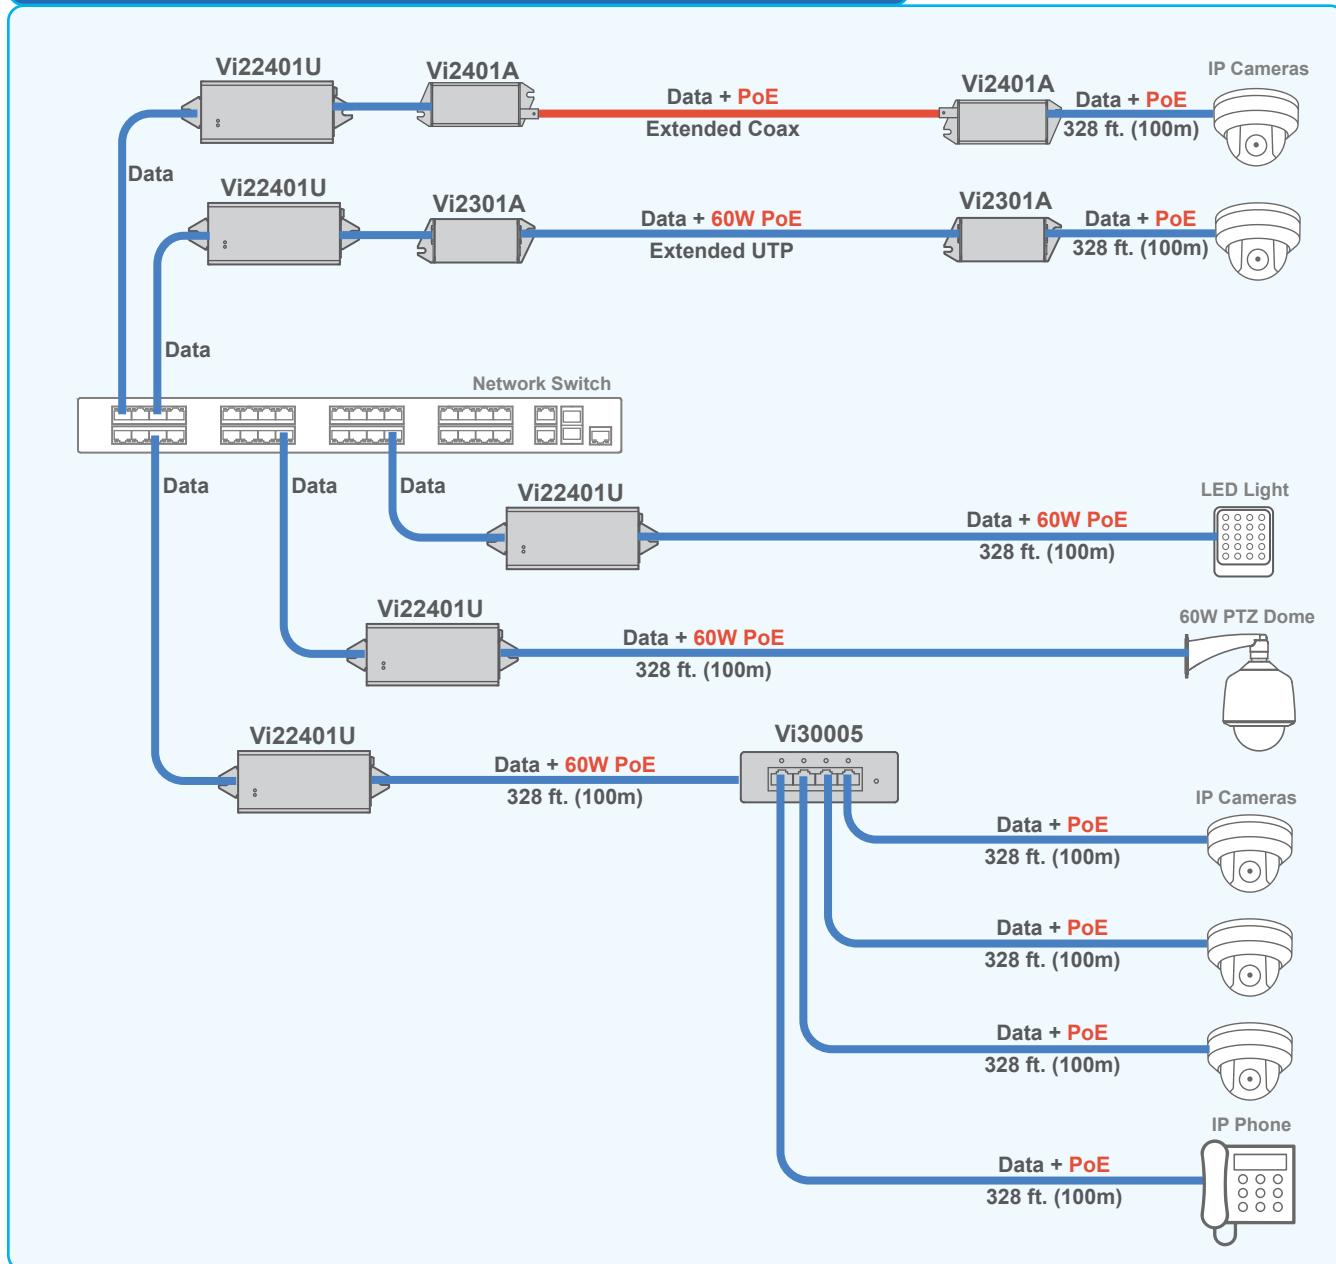 Vi22401U
Vi2401A
Data + PoE
Extended Coax
Vi2401A
Data + PoE
328 ft. (100m)
IP Cameras
Data
Vi22401U
Vi2301A
Data + 60W PoE
Extended UTP
Vi2301A
Data + PoE
328 ft. (100m)
Data
Network Switch
Data
Data
Data
Vi22401U
Data + 60W PoE
328 ft. (100m)
LED Light
Vi22401U
Data + 60W PoE
328 ft. (100m)
60W PTZ Dome
Vi22401U
Data + 60W PoE
328 ft. (100m)
Vi30005
IP Cameras
Data + PoE
328 ft. (100m)
Data + PoE
328 ft. (100m)
Data + PoE
328 ft. (100m)
IP Phone
Data + PoE
328 ft. (100m)